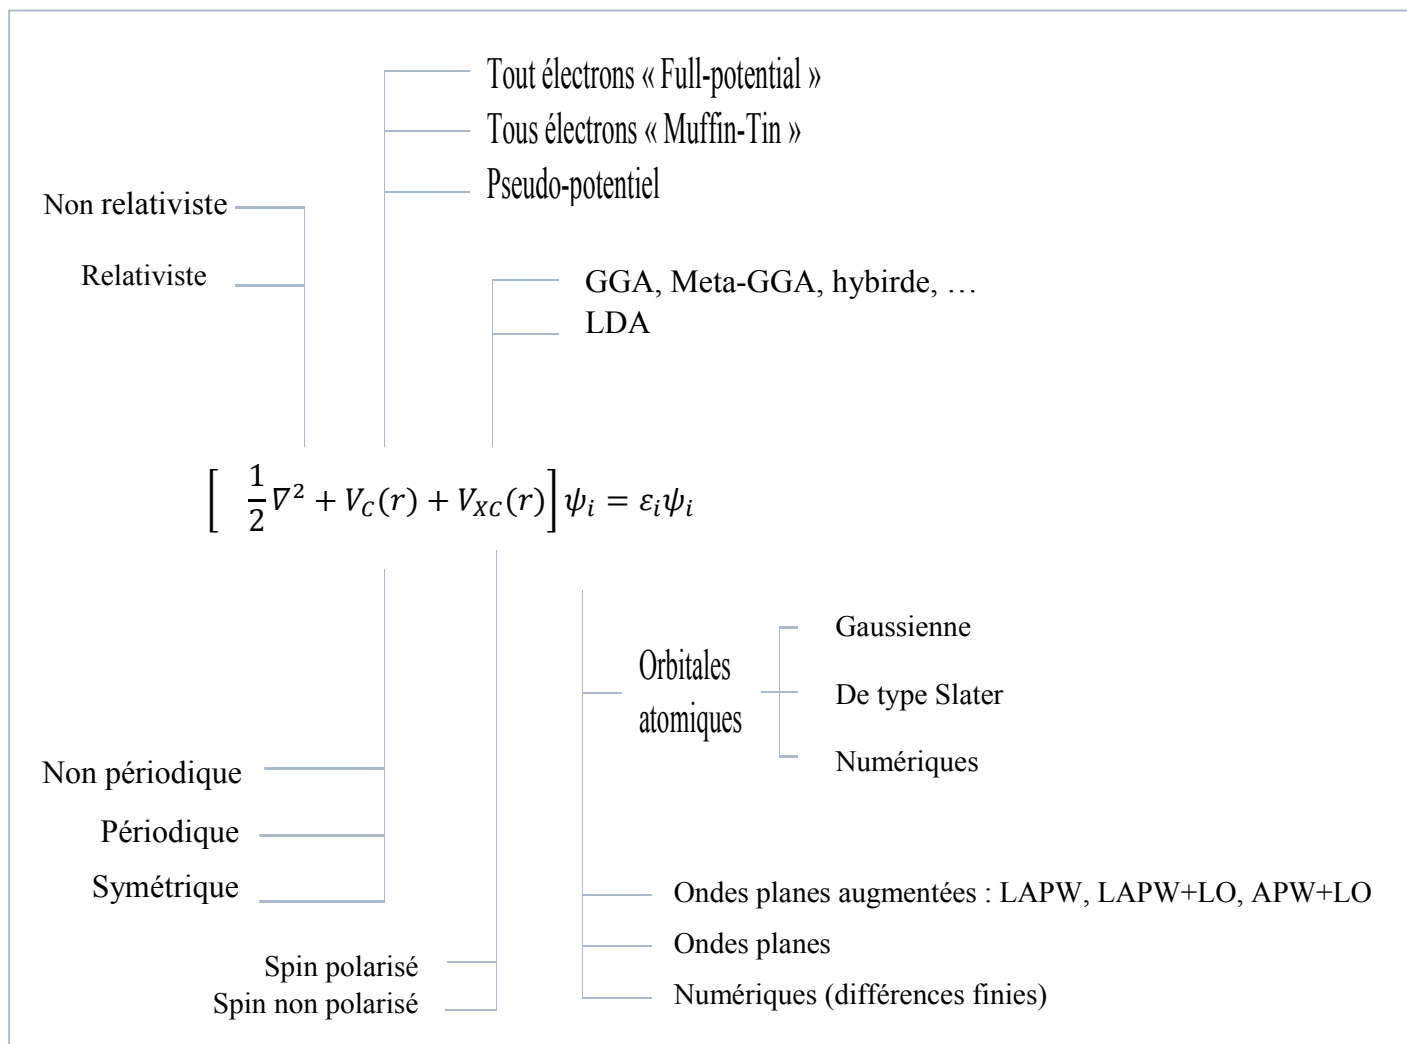 Tout électrons « Full-potential »
Tous électrons « Muffin-Tin »
Pseudo-potentiel
Non relativiste
Relativiste
GGA, Meta-GGA, hybirde, …
LDA
[ 1/2 ∇² + V_C(r) + V_XC(r)] ψ_i = ε_i ψ_i
Gaussienne
Orbitales
atomiques
De type Slater
Numériques
Non périodique
Périodique
Symétrique
Ondes planes augmentées : LAPW, LAPW+LO, APW+LO
Ondes planes
Numériques (différences finies)
Spin polarisé
Spin non polarisé